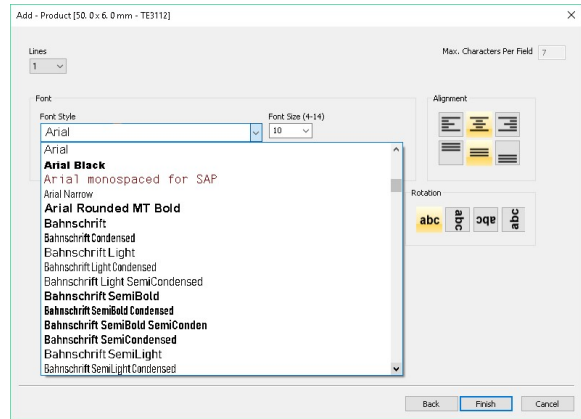 Add - Product [50. 0 x 6. 0 mm - TE3112]
Lines
Max. Characters Per Field 7
1
Font
Alignment
Font Style
Font Size (4-14)
Arial
10
Arial
Arial Black
Arial monospaced for SAP
Arial Narrow
Arial Rounded MT Bold
Bahnschrift
Bahnschrift Condensed
Bahnschrift Light
Bahnschrift Light Condensed
Bahnschrift Light SemiCondensed
Bahnschrift SemiBold
Bahnschrift SemiBold Condensed
Bahnschrift SemiBold SemiConden
Bahnschrift SemiCondensed
Bahnschrift SemiLight
Bahnschrift SemiLight Condensed
Rotation
abc abc abc abc
Back Finish Cancel